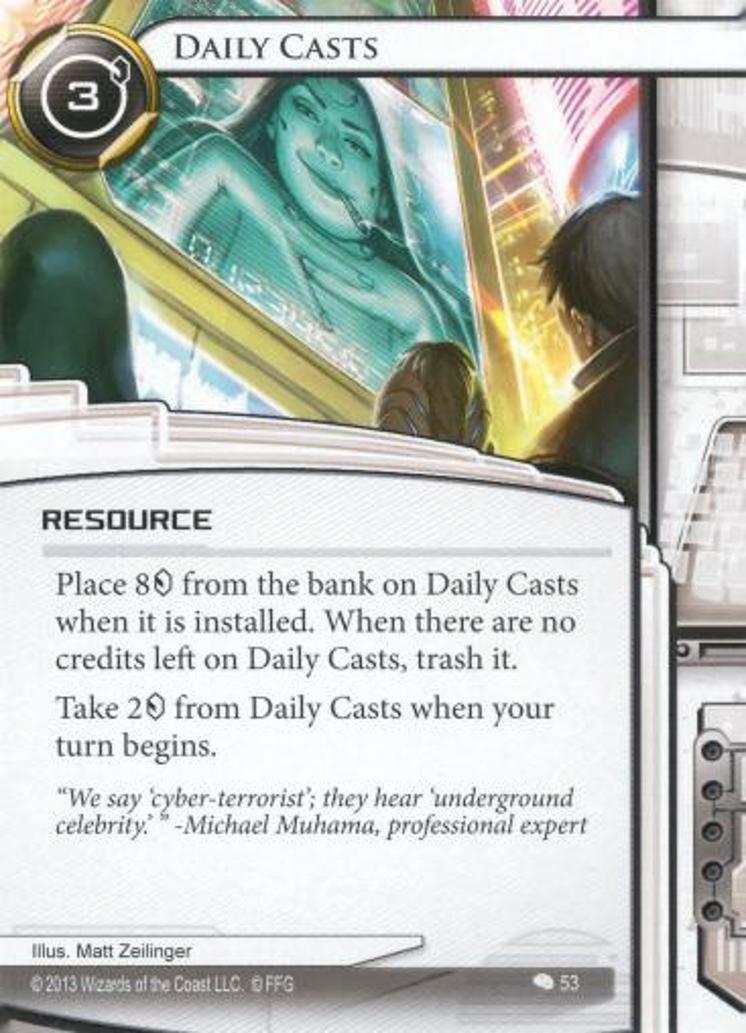 DAILY CASTS
3
RESOURCE
Place 8 from the bank on Daily Casts
when it is installed. When there are no
credits left on Daily Casts, trash it.
Take 2 from Daily Casts when your
turn begins.
“We say ‘cyber-terrorist’; they hear ‘underground
celebrity.’ ” -Michael Muhama, professional expert
Illus. Matt Zeilinger
© 2013 Wizards of the Coast LLC. © FFG
53